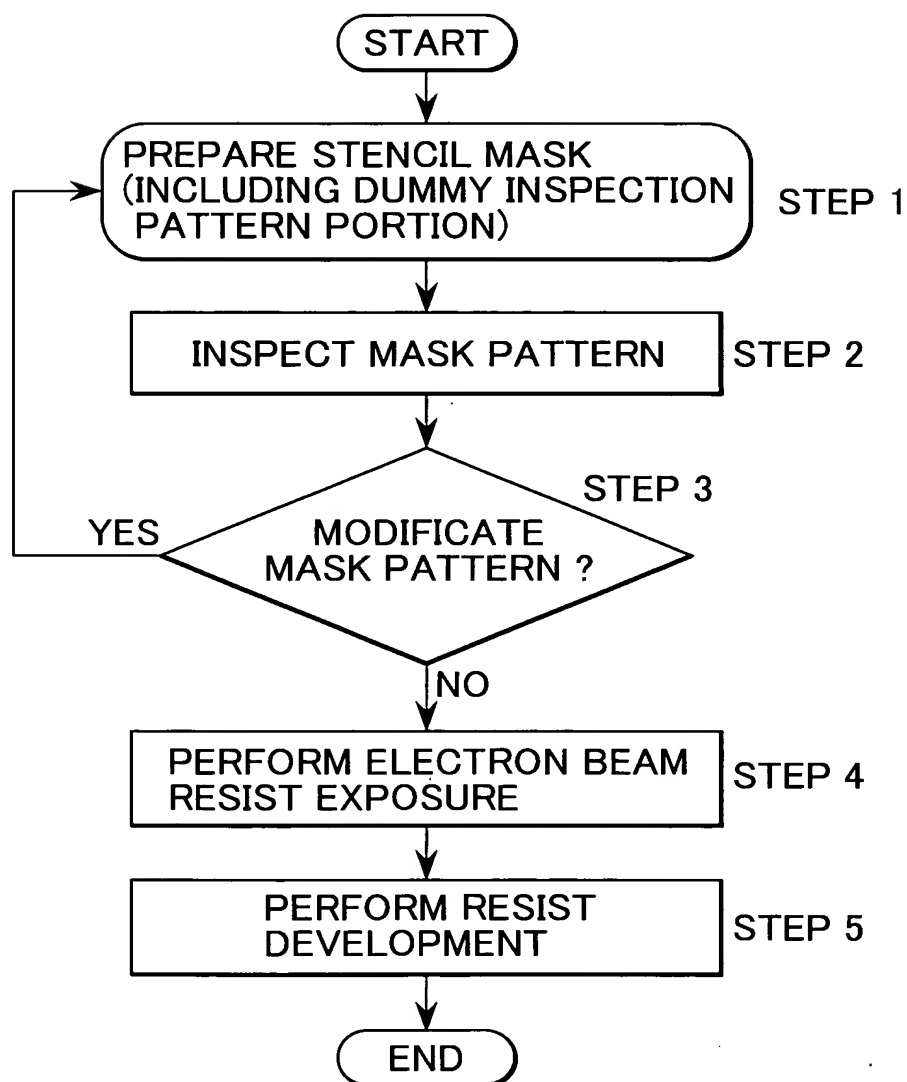 START
PREPARE STENCIL MASK
(INCLUDING DUMMY INSPECTION
PATTERN PORTION)
STEP 1
INSPECT MASK PATTERN
STEP 2
STEP 3
YES
MODIFICATE
MASK PATTERN ?
NO
PERFORM ELECTRON BEAM
RESIST EXPOSURE
STEP 4
PERFORM RESIST
DEVELOPMENT
STEP 5
END